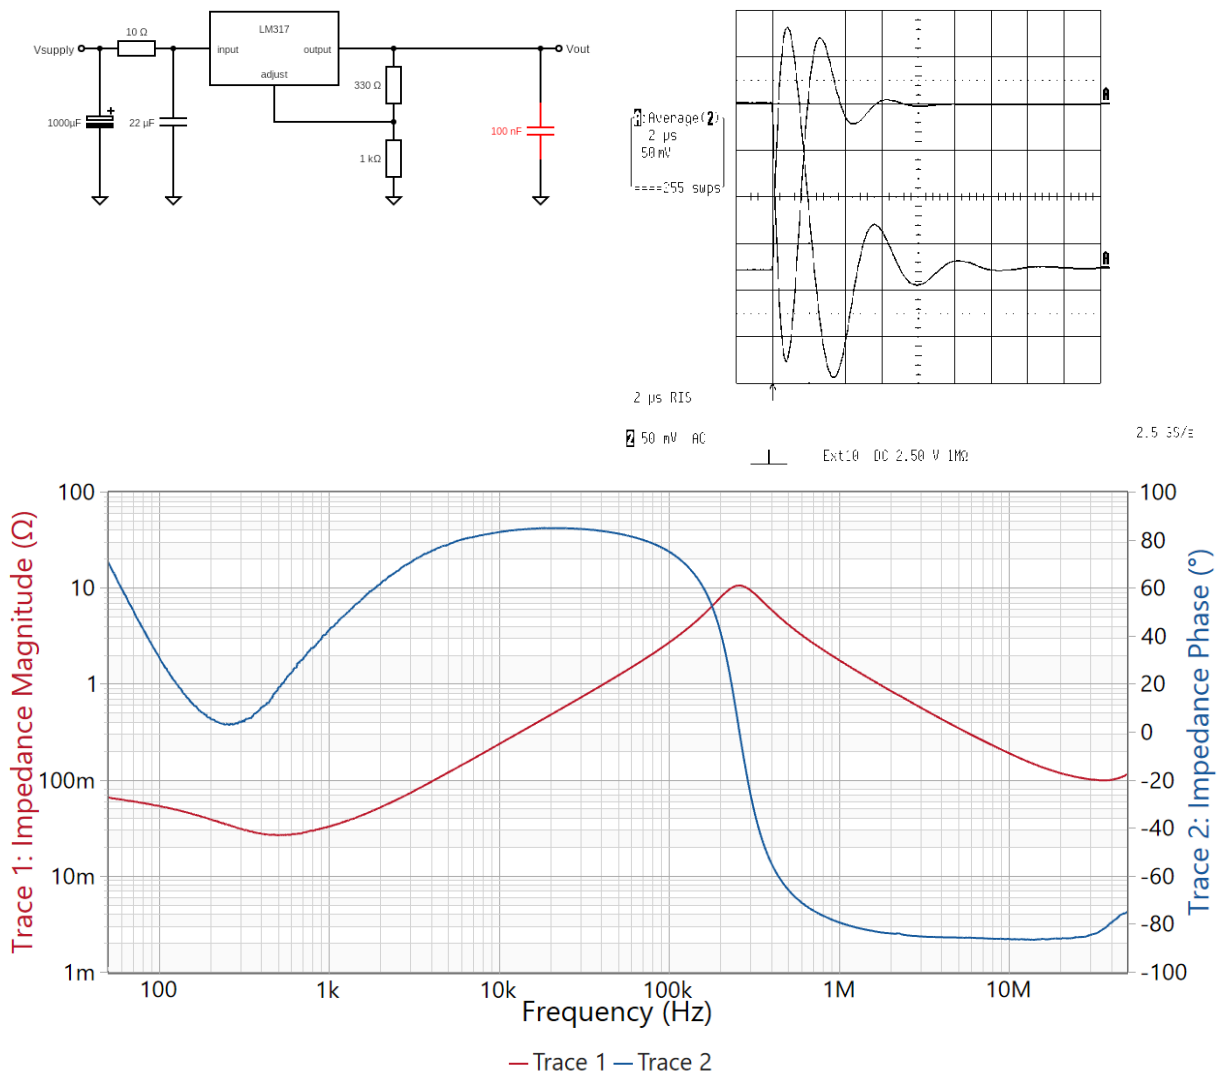 10 Ω
LM317
Vsupply
input
output
Vout
adjust
330 Ω
1000µF
+
22 µF
100 nF
1 kΩ
A
1:Average(2)
2 µs
50mV
255 swps
A
2 µs RIS
2 50 mV AC
2.5 GS/s
Ext10 DC 2.50 V 1MΩ
100
10
1
100m
10m
1m
Trace 1: Impedance Magnitude (Ω)
100
80
60
40
20
0
-20
-40
-60
-80
-100
Trace 2: Impedance Phase (°)
100
1k
10k
100k
1M
10M
Frequency (Hz)
Trace 1
Trace 2